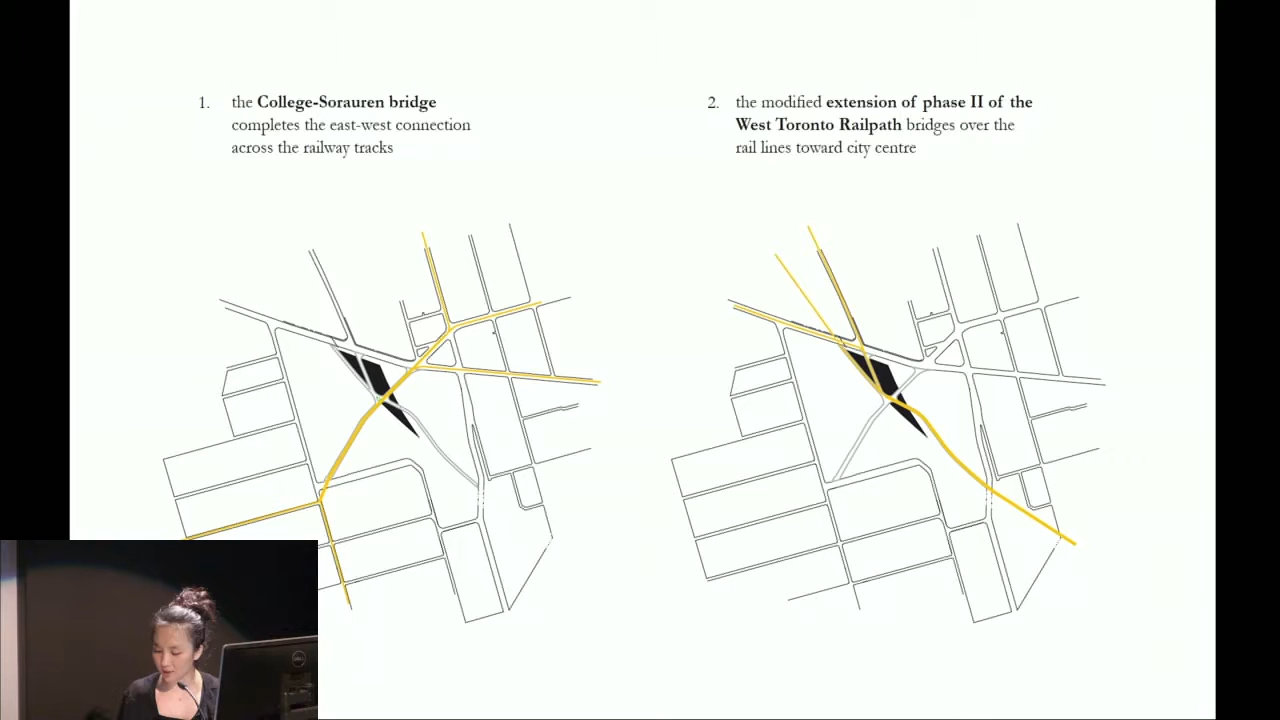 1. the College-Sorauren bridge
completes the east-west connection
across the railway tracks
2. the modified extension of phase II of the
West Toronto Railpath bridges over the
rail lines toward city centre
DELL